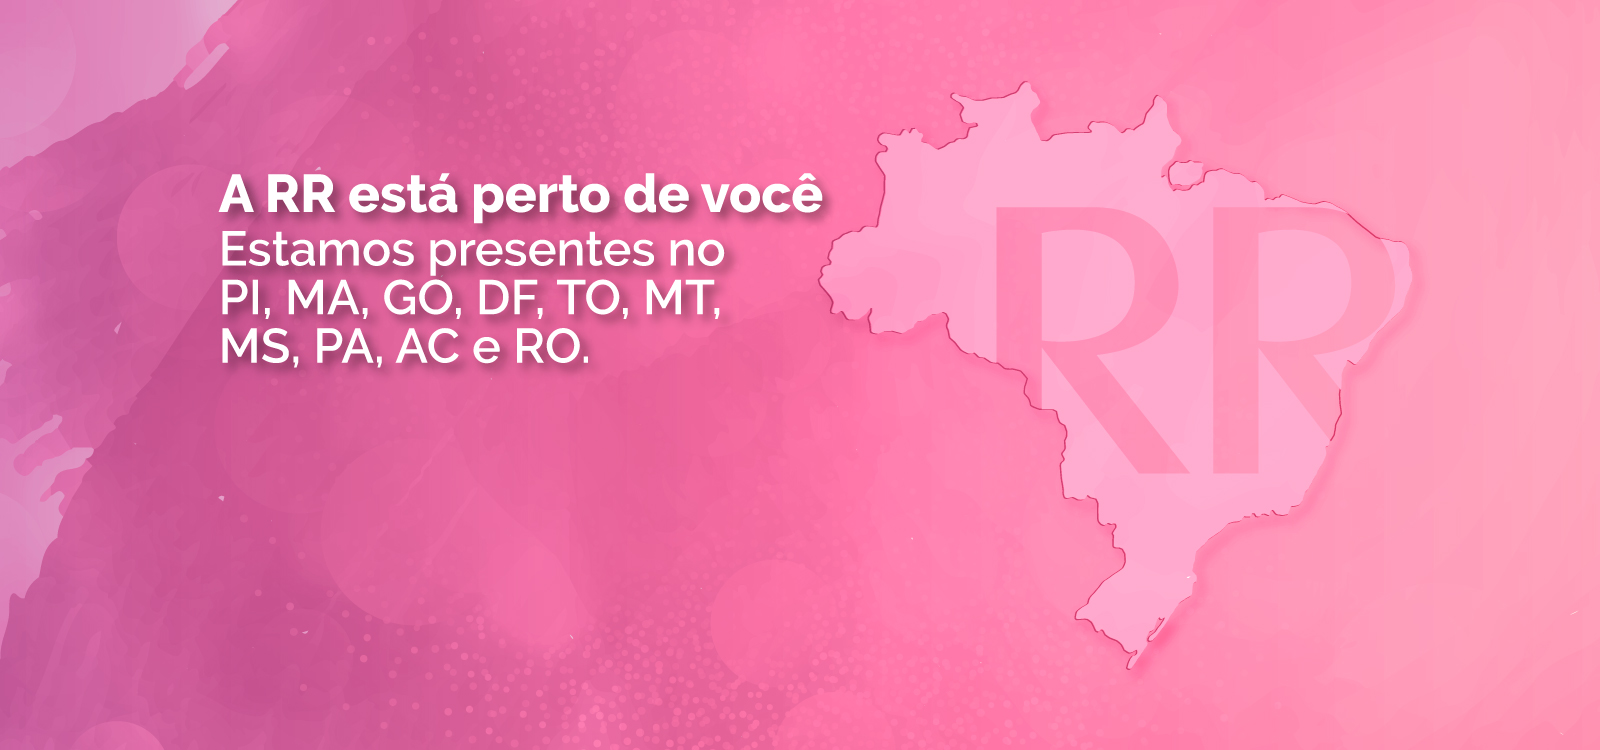 A RR está perto de você
Estamos presentes no
PI, MA, GO, DF, TO, MT,
MS, PA, AC e RO.
RR